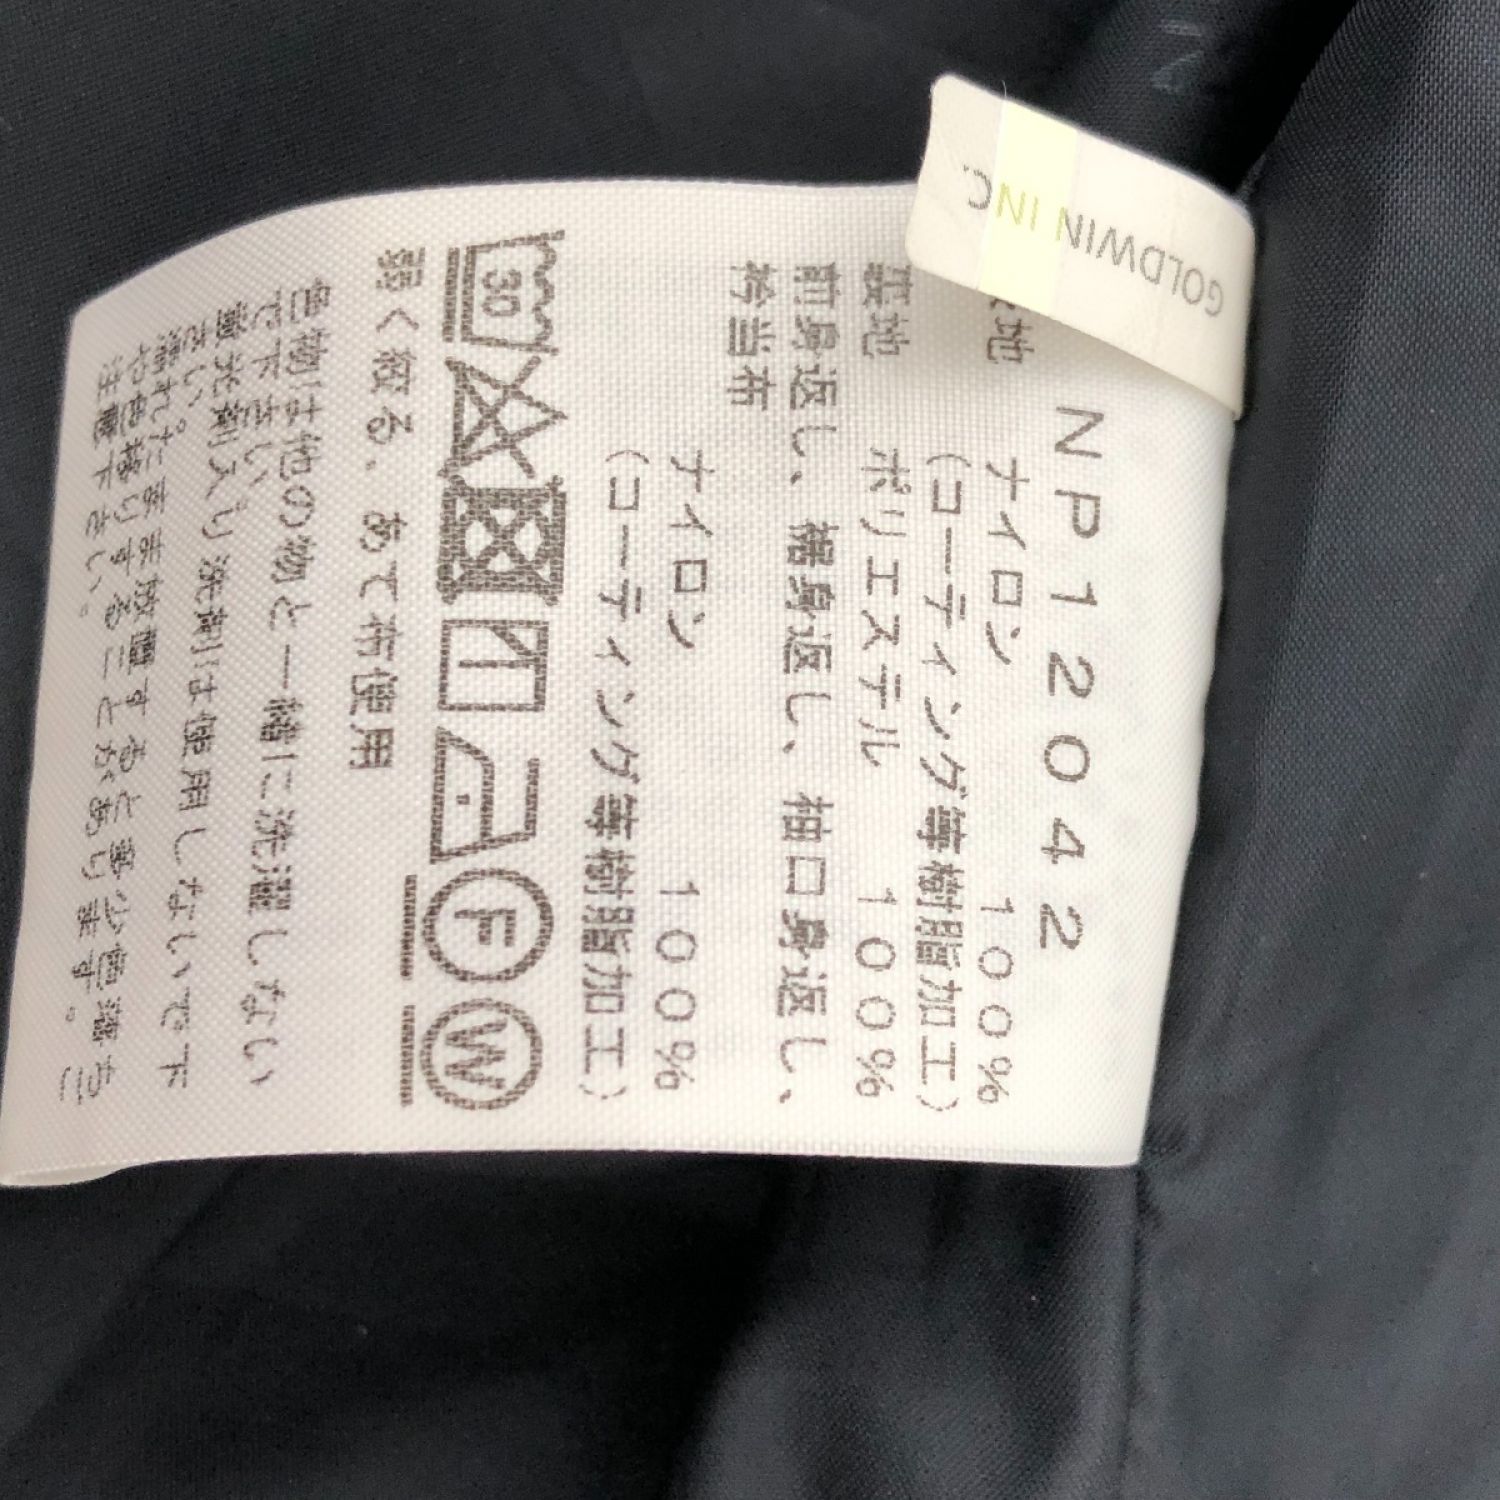 GOLDWIN INC.
NP12042
地
ナイロン 100%
(コーティング等樹脂加工)
裏地
ポリエステル 100%
前身返し、裾身返し、袖口身返し、
衿当布
ナイロン 100%
(コーティング等樹脂加工)
30
F
W
弱く絞る.あて布使用
色物は他の物と一緒に洗濯しない
で下さい。
蛍光剤入り洗剤は使用しないで下
さい。
濡れたまま放置すると多少色落ち
や色移りすることがあります。ご
注意下さい。